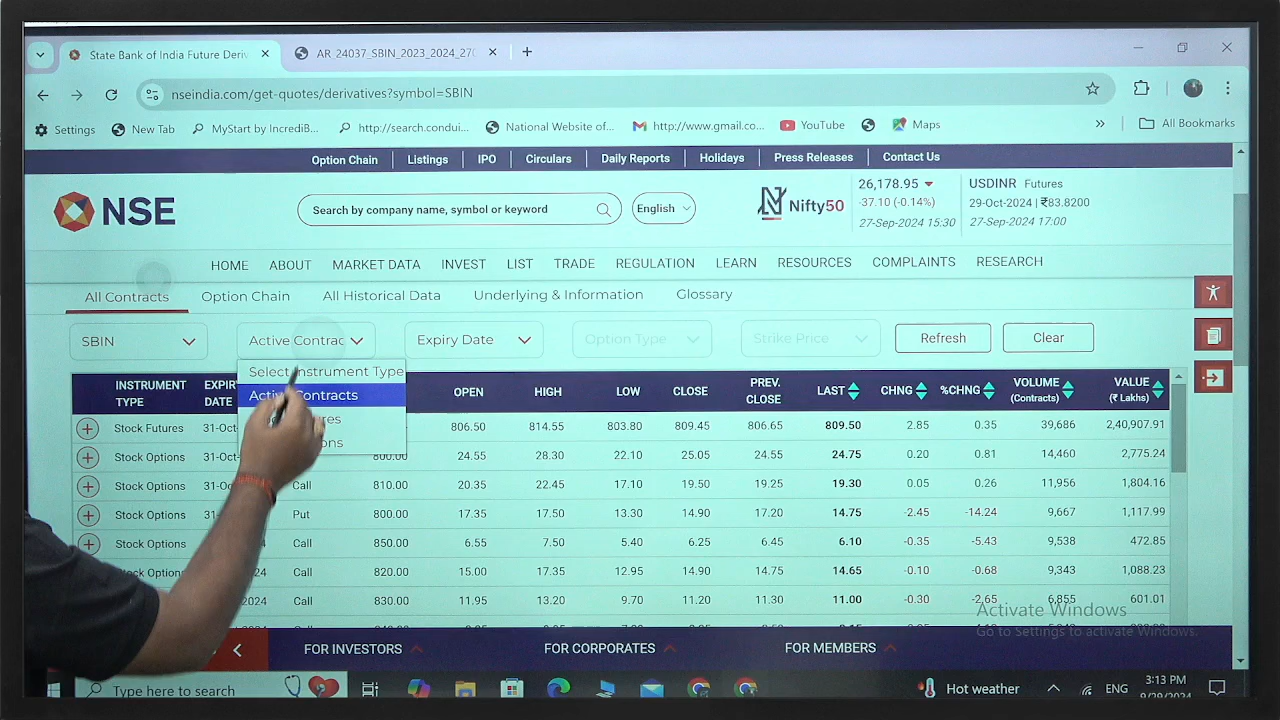 State Bank of India Future Deriv
AR_24037_SBIN_2023_2024_270
nseindia.com/get-quotes/derivatives?symbol=SBIN
Settings New Tab MyStart by IncrediB... http://search.condui... National Website of... http://www.gmail.co... YouTube Maps » All Bookmarks
Option Chain Listings IPO Circulars Daily Reports Holidays Press Releases Contact Us
NSE
Search by company name, symbol or keyword
English
Nifty50
26,178.95
-37.10 (-0.14%)
27-Sep-2024 15:30
USDINR Futures
29-Oct-2024 | ₹83.8200
27-Sep-2024 17:00
HOME ABOUT MARKET DATA INVEST LIST TRADE REGULATION LEARN RESOURCES COMPLAINTS RESEARCH
All Contracts Option Chain All Historical Data Underlying & Information Glossary
SBIN Active Contrac Expiry Date Option Type Strike Price Refresh Clear
Select Instrument Type
Active Contracts
INSTRUMENT TYPE DATE OPEN HIGH LOW CLOSE PREV. CLOSE LAST CHNG %CHNG VOLUME (Contracts) VALUE (₹ Lakhs)
Stock Futures 806.50 814.55 803.80 809.45 806.65 809.50 2.85 0.35 39,686 2,40,907.91
Stock Options 800.00 24.55 28.30 22.10 25.05 24.55 24.75 0.20 0.81 14,460 2,775.24
Stock Options Call 810.00 20.35 22.45 17.10 19.50 19.25 19.30 0.05 0.26 11,956 1,804.16
Stock Options Put 800.00 17.35 17.50 13.30 14.90 17.20 14.75 -2.45 -14.24 9,667 1,117.99
Stock Options Call 850.00 6.55 7.50 5.40 6.25 6.45 6.10 -0.35 -5.43 9,538 472.85
Options Call 820.00 15.00 17.35 12.95 14.90 14.75 14.65 -0.10 -0.68 9,343 1,088.23
2024 Call 830.00 11.95 13.20 9.70 11.20 11.30 11.00 -0.30 -2.65 6,855 601.01
Activate Windows
Go to Settings to activate Windows.
FOR INVESTORS FOR CORPORATES FOR MEMBERS
Type here to search
Hot weather
ENG
3:13 PM
9/29/2024